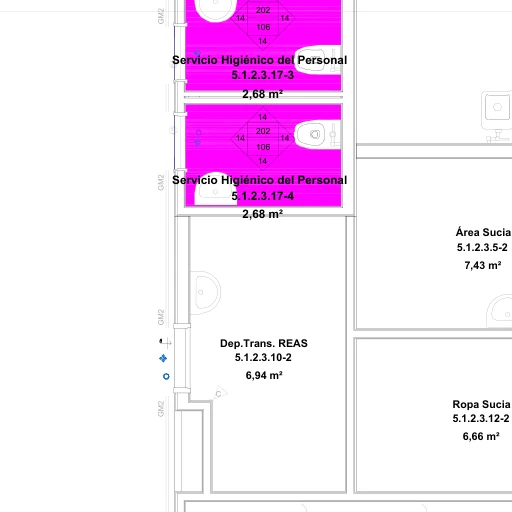 GM2
202
14
14
106
14
Servicio Higiénico del Personal
5.1.2.3.17-3
2,68 m²
14
202
14
14
106
14
GM2
Servicio Higiénico del Personal
5.1.2.3.17-4
2,68 m²
Área Sucia
5.1.2.3.5-2
7,43 m²
GM2
Dep.Trans. REAS
5.1.2.3.10-2
6,94 m²
GM2
Ropa Sucia
5.1.2.3.12-2
6,66 m²